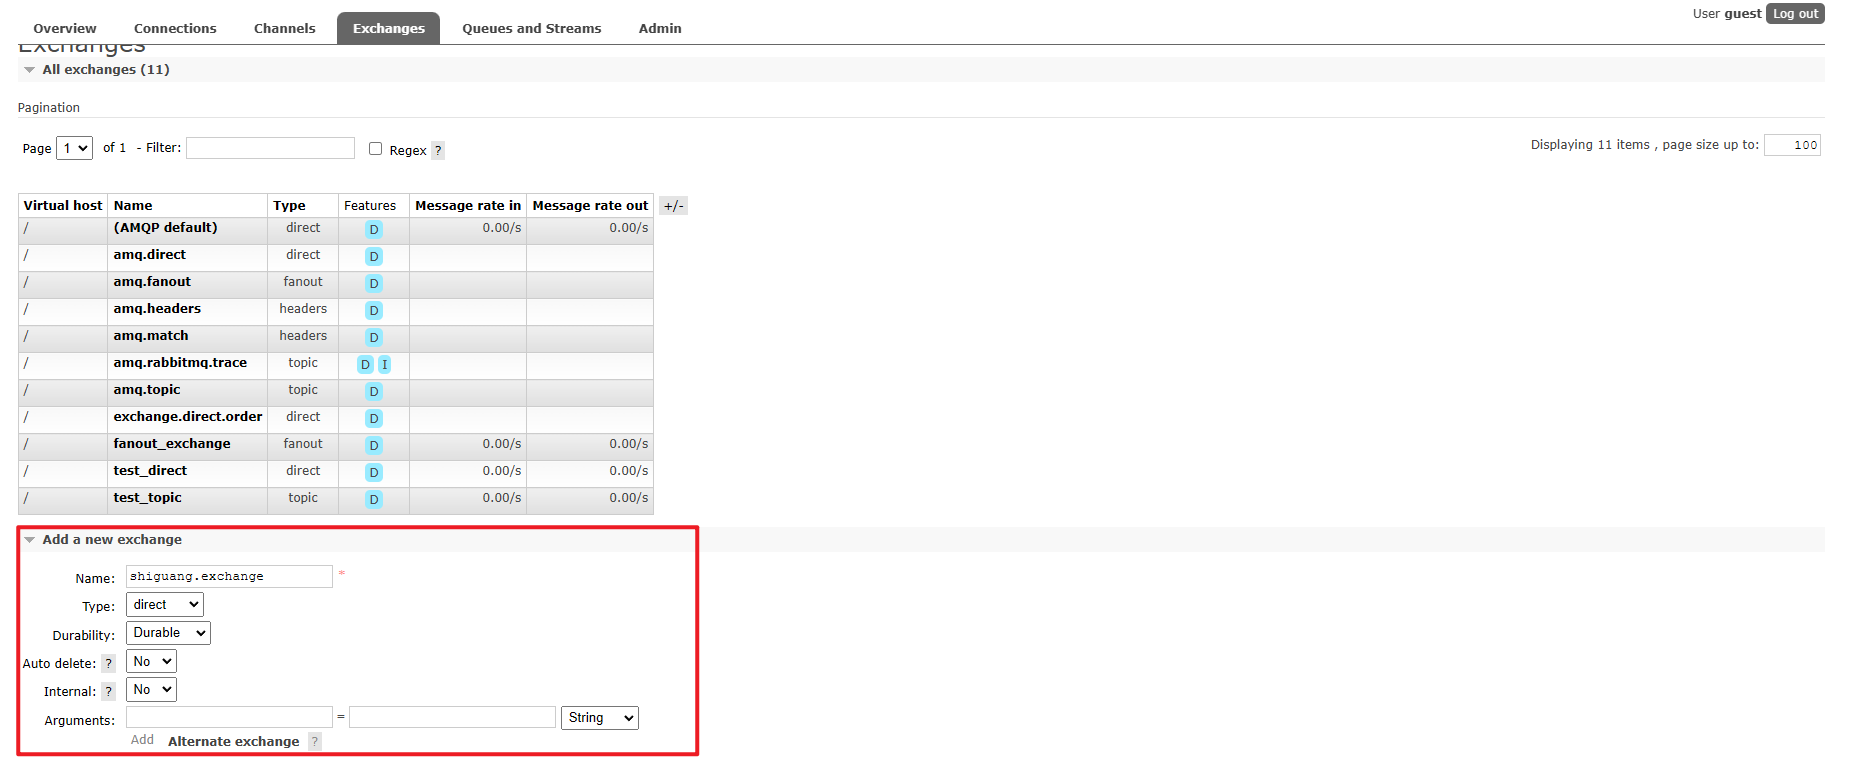 User guest Log out
Overview Connections Channels Exchanges Queues and Streams Admin
Exchanges
All exchanges (11)
Pagination
Page 1 of 1 - Filter: Regex ?
Displaying 11 items , page size up to: 100
Virtual host Name Type Features Message rate in Message rate out +/-
/ (AMQP default) direct D 0.00/s 0.00/s
/ amq.direct direct D
/ amq.fanout fanout D
/ amq.headers headers D
/ amq.match headers D
/ amq.rabbitmq.trace topic D I
/ amq.topic topic D
/ exchange.direct.order direct D
/ fanout_exchange fanout D 0.00/s 0.00/s
/ test_direct direct D 0.00/s 0.00/s
/ test_topic topic D 0.00/s 0.00/s
Add a new exchange
Name: shiguang.exchange *
Type: direct
Durability: Durable
Auto delete: ? No
Internal: ? No
Arguments: = String
Add Alternate exchange ?